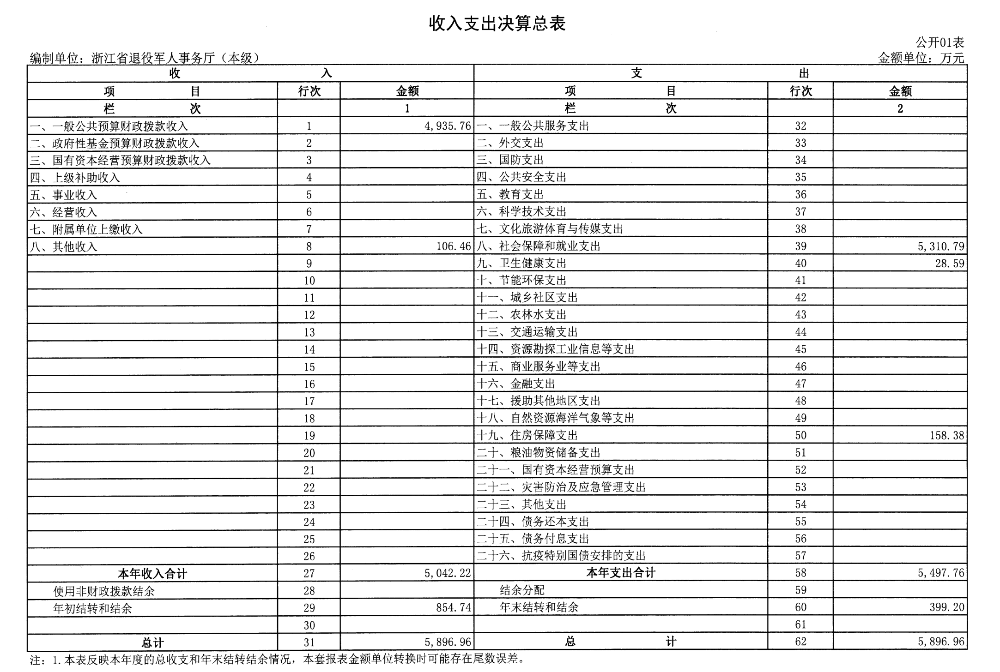 收入支出决算总表
公开01表
编制单位：浙江省退役军人事务厅（本级） 金额单位：万元
收 入 支 出
项 目 行次 金额 项 目 行次 金额
栏 次 1 栏 次 2
一、一般公共预算财政拨款收入 1 4,935.76 一、一般公共服务支出 32
二、政府性基金预算财政拨款收入 2 二、外交支出 33
三、国有资本经营预算财政拨款收入 3 三、国防支出 34
四、上级补助收入 4 四、公共安全支出 35
五、事业收入 5 五、教育支出 36
六、经营收入 6 六、科学技术支出 37
七、附属单位上缴收入 7 七、文化旅游体育与传媒支出 38
八、其他收入 8 106.46 八、社会保障和就业支出 39 5,310.79
9 九、卫生健康支出 40 28.59
10 十、节能环保支出 41
11 十一、城乡社区支出 42
12 十二、农林水支出 43
13 十三、交通运输支出 44
14 十四、资源勘探工业信息等支出 45
15 十五、商业服务业等支出 46
16 十六、金融支出 47
17 十七、援助其他地区支出 48
18 十八、自然资源海洋气象等支出 49
19 十九、住房保障支出 50 158.38
20 二十、粮油物资储备支出 51
21 二十一、国有资本经营预算支出 52
22 二十二、灾害防治及应急管理支出 53
23 二十三、其他支出 54
24 二十四、债务还本支出 55
25 二十五、债务付息支出 56
26 二十六、抗疫特别国债安排的支出 57
本年收入合计 27 5,042.22 本年支出合计 58 5,497.76
使用非财政拨款结余 28 结余分配 59
年初结转和结余 29 854.74 年末结转和结余 60 399.20
30 61
总计 31 5,896.96 总 计 62 5,896.96
注：1.本表反映本年度的总收支和年末结转结余情况，本套报表金额单位转换时可能存在尾数误差。